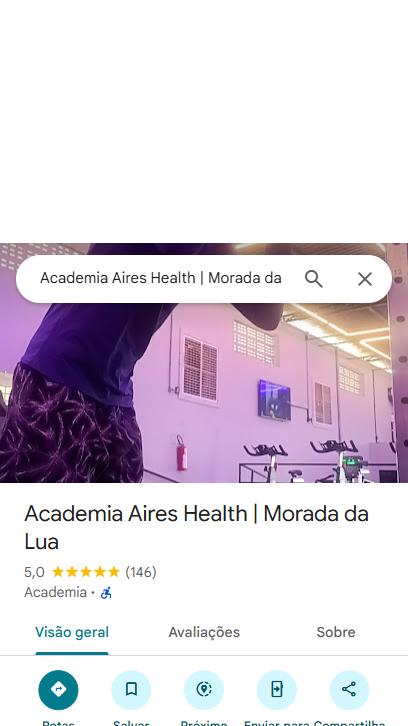 Academia Aires Health | Morada da
Academia Aires Health | Morada da
Lua
5,0 (146)
Academia ·
Visão geral Avaliações Sobre
Rotas Salvar Próximo Enviar para Compartilha